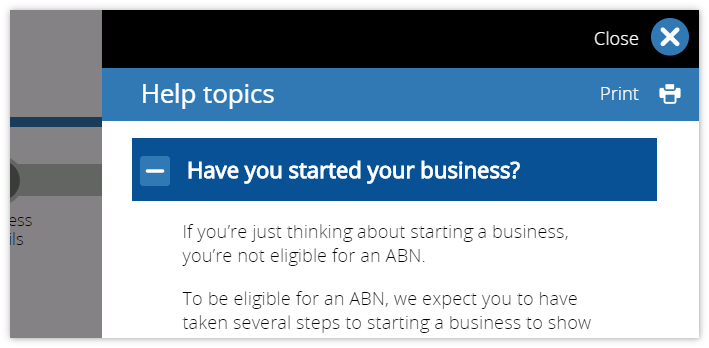 Close
Help topics
Print
Have you started your business?
ess
ils
If you’re just thinking about starting a business,
you’re not eligible for an ABN.
To be eligible for an ABN, we expect you to have
taken several steps to starting a business to show